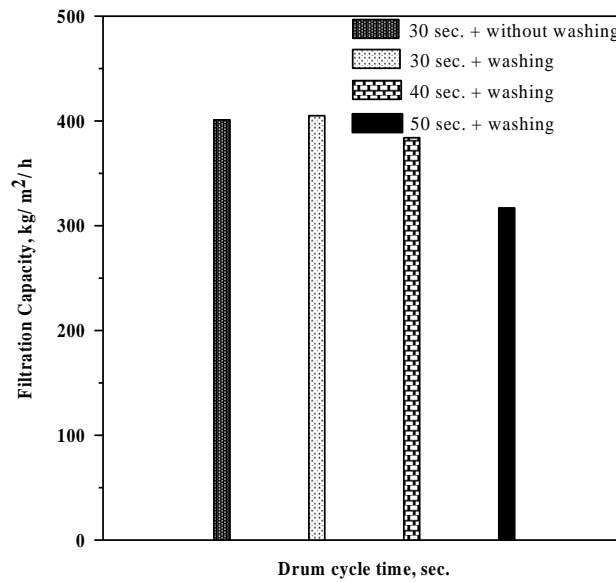 500
400
300
200
100
0
Filtration Capacity, kg/ m²/ h
30 sec. + without washing
30 sec. + washing
40 sec. + washing
50 sec. + washing
Drum cycle time, sec.